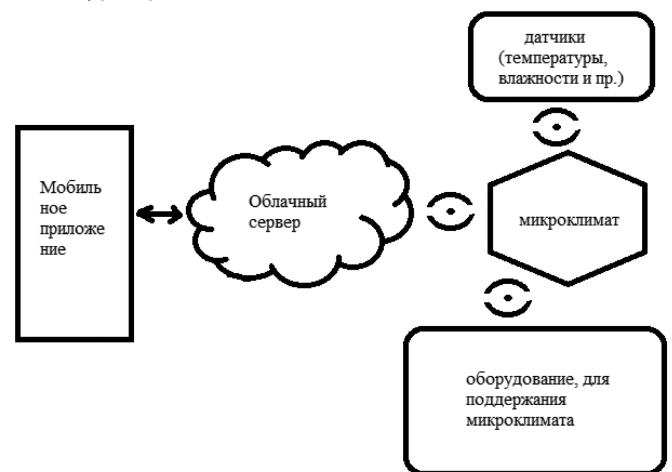 датчики
(температуры,
влажности и пр.)
Мобиль
ное
приложе
ние
Облачный
сервер
микроклимат
оборудование, для
поддержания
микроклимата